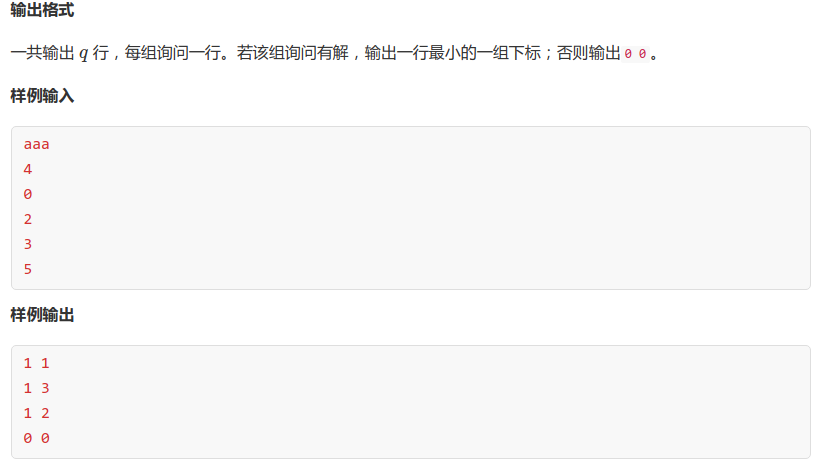 输出格式
一共输出 q 行，每组询问一行。若该组询问有解，输出一行最小的一组下标；否则输出 0 0 。
样例输入
aaa
4
0
2
3
5
样例输出
1 1
1 3
1 2
0 0